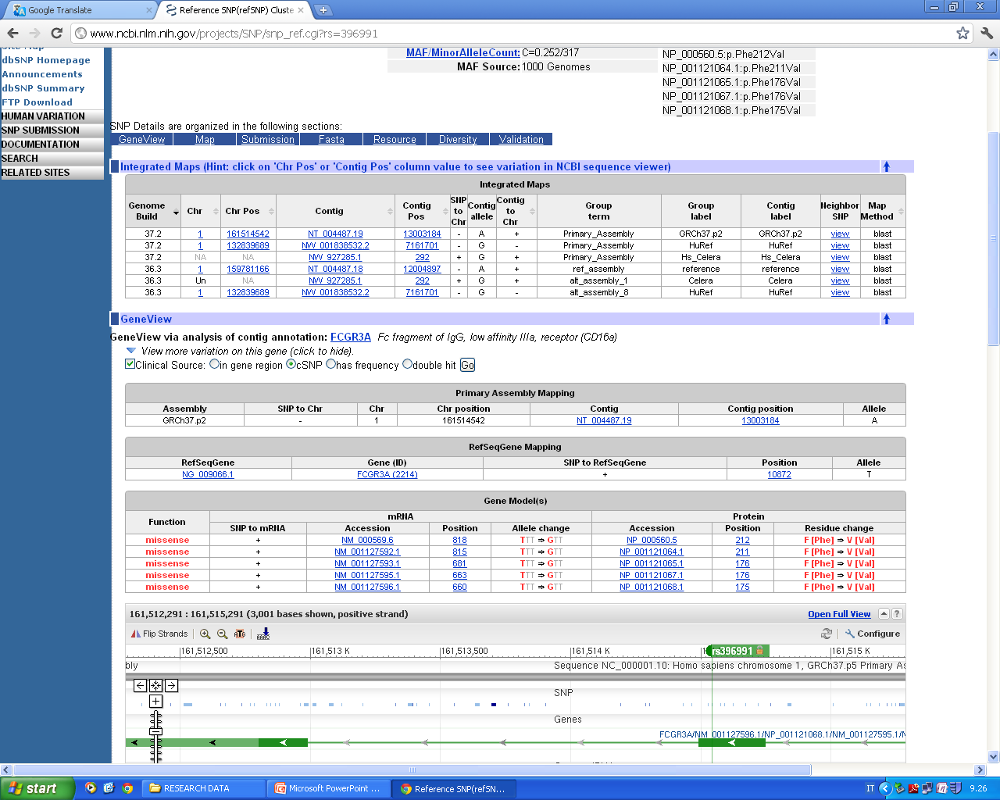 Google Translate
Reference SNP(refSNP) Cluste
www.ncbi.nlm.nih.gov/projects/SNP/snp_ref.cgi?rs=396991
Site Map
dbSNP Homepage
Announcements
dbSNP Summary
FTP Download
HUMAN VARIATION
SNP SUBMISSION
DOCUMENTATION
SEARCH
RELATED SITES
MAF/MinorAlleleCount: C=0.252/317
MAF Source: 1000 Genomes
NP_000560.5:p.Phe212Val
NP_001121064.1:p.Phe211Val
NP_001121065.1:p.Phe176Val
NP_001121067.1:p.Phe176Val
NP_001121068.1:p.Phe175Val
SNP Details are organized in the following sections:
GeneView Map Submission Fasta Resource Diversity Validation
Integrated Maps (Hint: click on 'Chr Pos' or 'Contig Pos' column value to see variation in NCBI sequence viewer)
Integrated Maps
Genome Build Chr Chr Pos Contig Contig Pos SNP to Chr Contig allele Contig to Chr Group term Group label Contig label Neighbor SNP Map Method
37.2 1 161514542 NT_004487.19 13003184 - A + Primary_Assembly GRCh37.p2 GRCh37.p2 view blast
37.2 1 132839689 NW_001838532.2 7161701 - G - Primary_Assembly HuRef HuRef view blast
37.2 NA NA NW_927285.1 292 + G + Primary_Assembly Hs_Celera Hs_Celera view blast
36.3 1 159781166 NT_004487.18 12004897 - A + ref_assembly reference reference view blast
36.3 Un NA NW_927285.1 292 + G + alt_assembly_1 Celera Celera view blast
36.3 1 132839689 NW_001838532.2 7161701 - G - alt_assembly_8 HuRef HuRef view blast
GeneView
GeneView via analysis of contig annotation: FCGR3A Fc fragment of IgG, low affinity IIIa, receptor (CD16a)
View more variation on this gene (click to hide).
Clinical Source: in gene region cSNP has frequency double hit Go
Primary Assembly Mapping
Assembly SNP to Chr Chr Chr position Contig Contig position Allele
GRCh37.p2 - 1 161514542 NT_004487.19 13003184 A
RefSeqGene Mapping
RefSeqGene Gene (ID) SNP to RefSeqGene Position Allele
NG_009066.1 FCGR3A (2214) + 10872 T
Gene Model(s)
Function mRNA Protein
SNP to mRNA Accession Position Allele change Accession Position Residue change
missense + NM_000569.6 818 TTT ⇒ GTT NP_000560.5 212 F [Phe] ⇒ V [Val]
missense + NM_001127592.1 815 TTT ⇒ GTT NP_001121064.1 211 F [Phe] ⇒ V [Val]
missense + NM_001127593.1 681 TTT ⇒ GTT NP_001121065.1 176 F [Phe] ⇒ V [Val]
missense + NM_001127595.1 663 TTT ⇒ GTT NP_001121067.1 176 F [Phe] ⇒ V [Val]
missense + NM_001127596.1 660 TTT ⇒ GTT NP_001121068.1 175 F [Phe] ⇒ V [Val]
161,512,291 : 161,515,291 (3,001 bases shown, positive strand) Open Full View ?
Flip Strands ATG Configure
161,512,500 161,513 K 161,513,500 161,514 K rs396991 161,515 K
bly Sequence NC_000001.10: Homo sapiens chromosome 1, GRCh37.p5 Primary As
SNP
Genes
FCGR3A/NM_001127596.1/NP_001121068.1/NM_001127595.1/N
start RESEARCH DATA Microsoft PowerPoint ... Reference SNP(refSN... IT 9.26